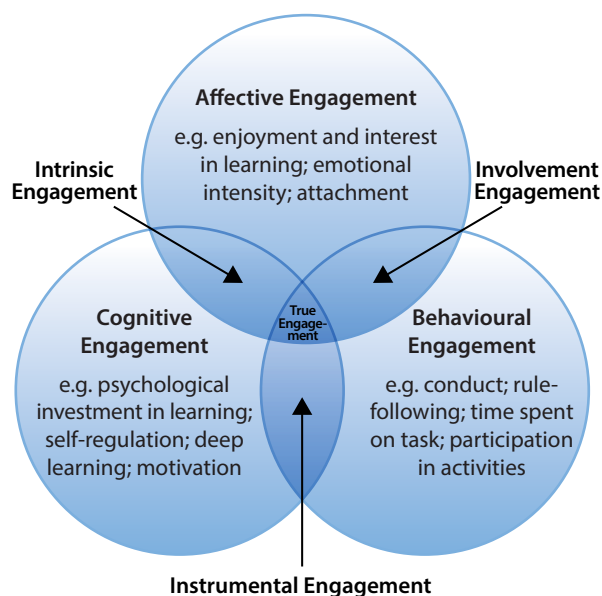 Affective Engagement
e.g. enjoyment and interest
in learning; emotional
intensity; attachment
Intrinsic
Engagement
Involvement
Engagement
True
Engage-
ment
Cognitive
Engagement
e.g. psychological
investment in learning;
self-regulation; deep
learning; motivation
Behavioural
Engagement
e.g. conduct; rule-
following; time spent
on task; participation
in activities
Instrumental Engagement